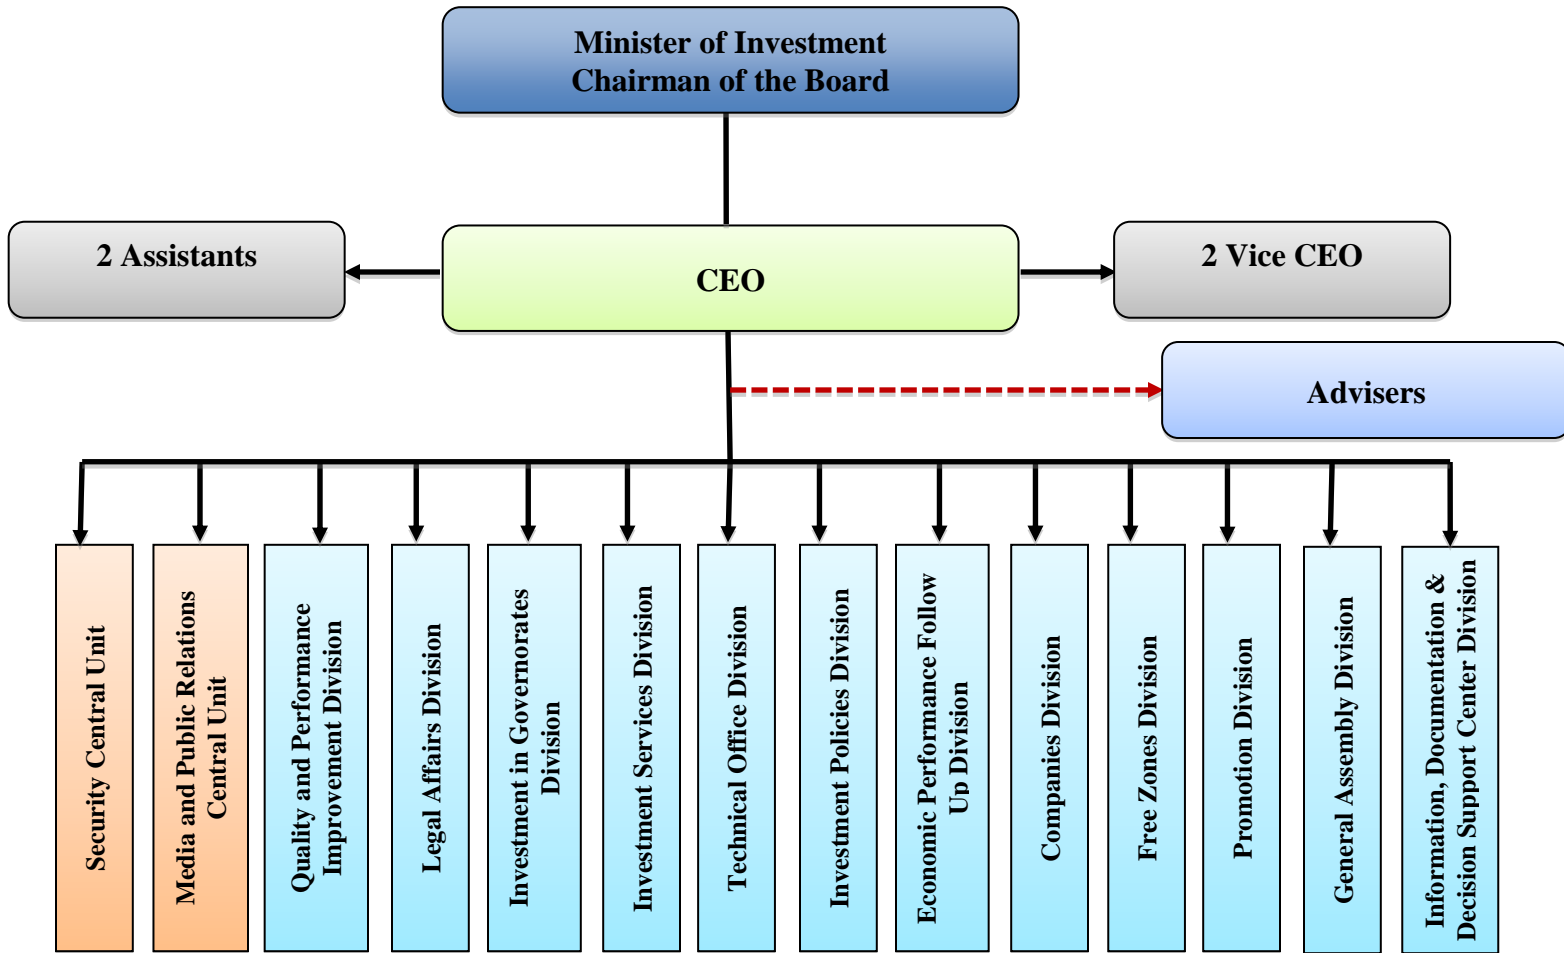 Minister of Investment
Chairman of the Board
2 Assistants
CEO
2 Vice CEO
Advisers
Security Central Unit
Media and Public Relations
Central Unit
Quality and Performance
Improvement Division
Legal Affairs Division
Investment in Governorates
Division
Investment Services Division
Technical Office Division
Investment Policies Division
Economic Performance Follow
Up Division
Companies Division
Free Zones Division
Promotion Division
General Assembly Division
Information, Documentation &
Decision Support Center Division